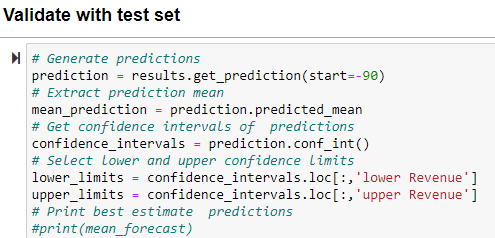 Validate with test set
# Generate predictions
prediction = results.get_prediction(start=-90)
# Extract prediction mean
mean_prediction = prediction.predicted_mean
# Get confidence intervals of  predictions
confidence_intervals = prediction.conf_int()
# Select lower and upper confidence limits
lower_limits = confidence_intervals.loc[:,'lower Revenue']
upper_limits = confidence_intervals.loc[:,'upper Revenue']
# Print best estimate  predictions
#print(mean_forecast)